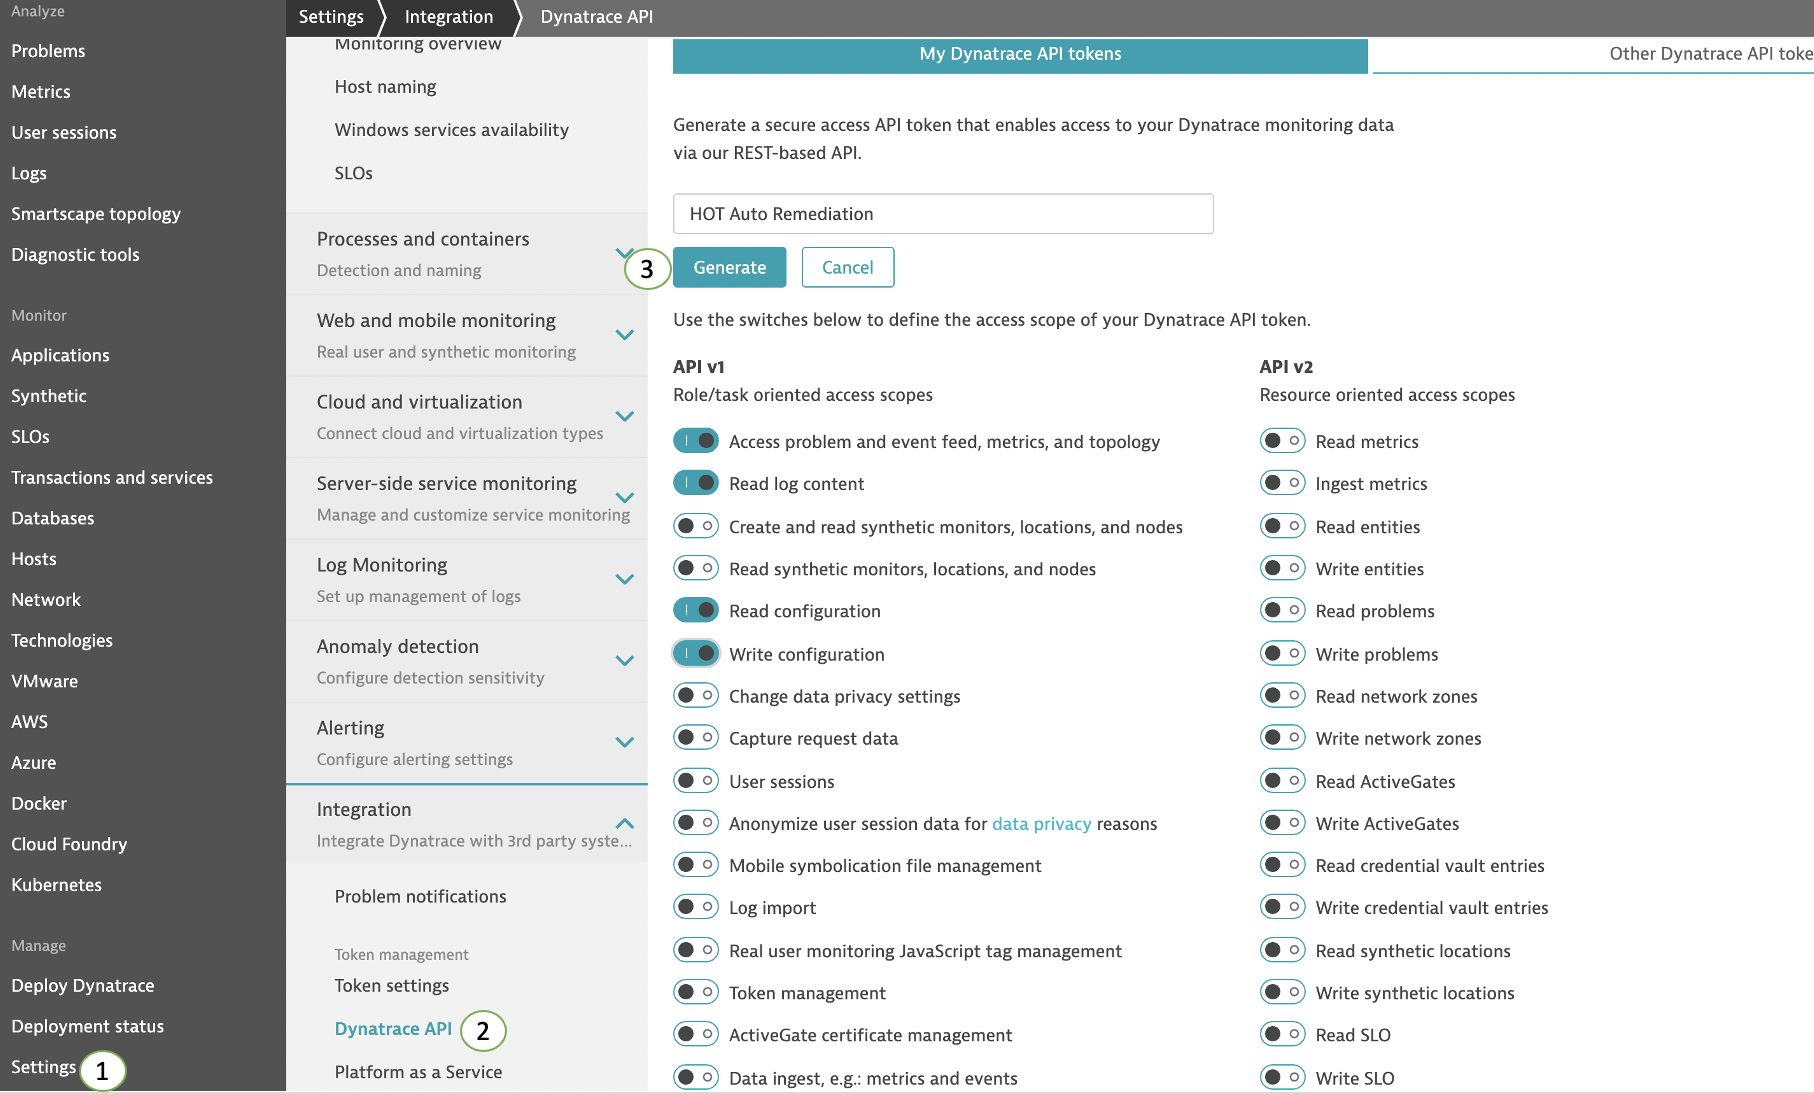 Analyze
Problems
Metrics
User sessions
Logs
Smartscape topology
Diagnostic tools
Monitor
Applications
Synthetic
SLOs
Transactions and services
Databases
Hosts
Network
Technologies
VMware
AWS
Azure
Docker
Cloud Foundry
Kubernetes
Manage
Deploy Dynatrace
Deployment status
Settings 1
Settings Integration Dynatrace API
Monitoring overview
Host naming
Windows services availability
SLOs
Processes and containers
Detection and naming
Web and mobile monitoring
Real user and synthetic monitoring
Cloud and virtualization
Connect cloud and virtualization types
Server-side service monitoring
Manage and customize service monitoring
Log Monitoring
Set up management of logs
Anomaly detection
Configure detection sensitivity
Alerting
Configure alerting settings
Integration
Integrate Dynatrace with 3rd party syste...
Problem notifications
Token management
Token settings
Dynatrace API 2
Platform as a Service
My Dynatrace API tokens
Other Dynatrace API toke
Generate a secure access API token that enables access to your Dynatrace monitoring data
via our REST-based API.
HOT Auto Remediation
3 Generate Cancel
Use the switches below to define the access scope of your Dynatrace API token.
API v1
Role/task oriented access scopes
Access problem and event feed, metrics, and topology
Read log content
Create and read synthetic monitors, locations, and nodes
Read synthetic monitors, locations, and nodes
Read configuration
Write configuration
Change data privacy settings
Capture request data
User sessions
Anonymize user session data for data privacy reasons
Mobile symbolication file management
Log import
Real user monitoring JavaScript tag management
Token management
ActiveGate certificate management
Data ingest, e.g.: metrics and events
API v2
Resource oriented access scopes
Read metrics
Ingest metrics
Read entities
Write entities
Read problems
Write problems
Read network zones
Write network zones
Read ActiveGates
Write ActiveGates
Read credential vault entries
Write credential vault entries
Read synthetic locations
Write synthetic locations
Read SLO
Write SLO